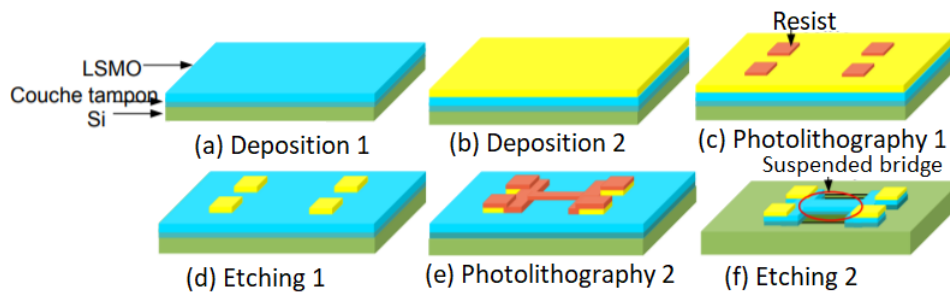 Resist
LSMO
Couche tampon
Si
(a) Deposition 1
(b) Deposition 2
(c) Photolithography 1
Suspended bridge
(d) Etching 1
(e) Photolithography 2
(f) Etching 2